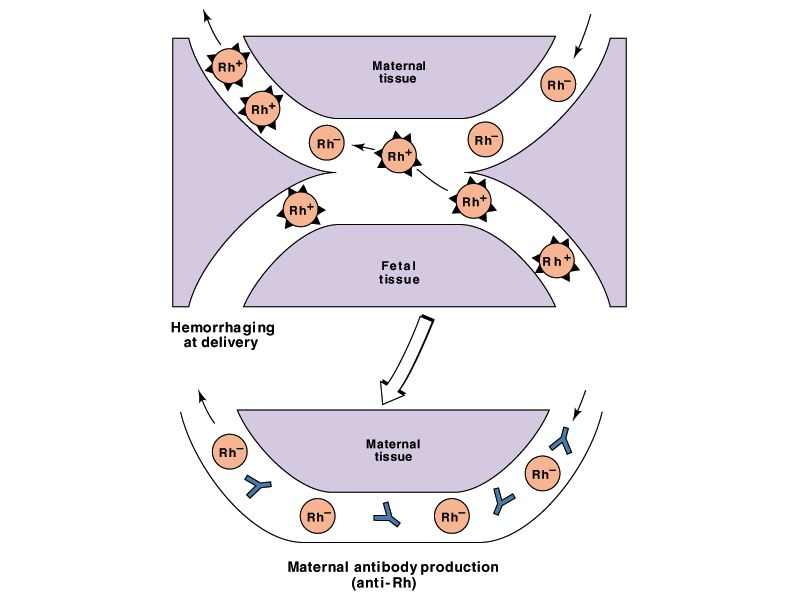 Maternal
tissue
Rh+
Rh+
Rh−
Rh−
Rh+
Rh−
Rh+
Rh+
Rh+
Fetal
tissue
Hemorrhaging
at delivery
Maternal
tissue
Rh−
Rh−
Rh−
Rh−
Maternal antibody production
(anti-Rh)